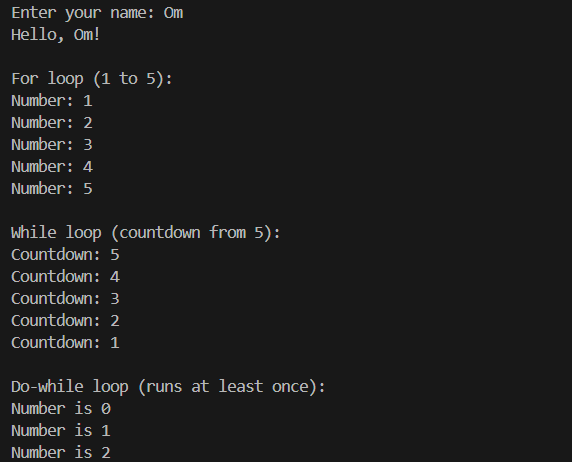 Enter your name: Om
Hello, Om!
For loop (1 to 5):
Number: 1
Number: 2
Number: 3
Number: 4
Number: 5
While loop (countdown from 5):
Countdown: 5
Countdown: 4
Countdown: 3
Countdown: 2
Countdown: 1
Do-while loop (runs at least once):
Number is 0
Number is 1
Number is 2